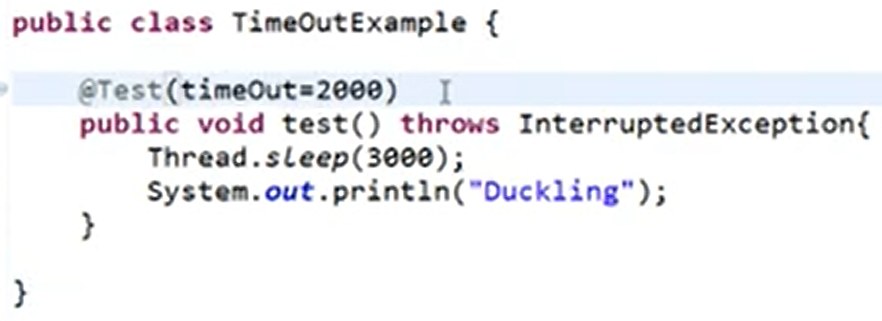 public class TimeOutExample {
@Test(timeOut=2000)
public void test() throws InterruptedException{
Thread.sleep(3000);
System.out.println("Duckling");
}
}